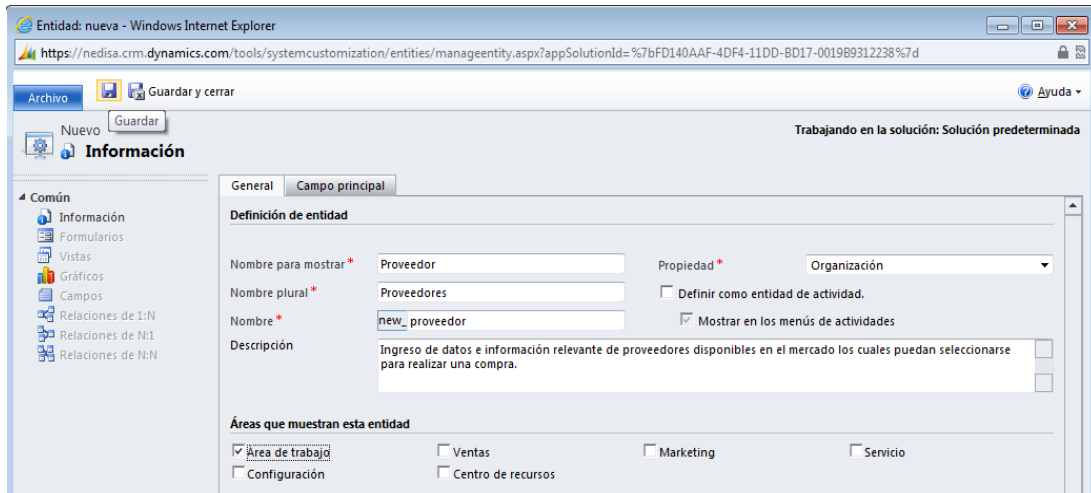 Entidad: nueva - Windows Internet Explorer
https://nedisa.crm.dynamics.com/tools/systemcustomization/entities/manageentity.aspx?appSolutionId=%7bFD140AAF-4DF4-11DD-BD17-0019B9312238%7d
Archivo Guardar y cerrar Ayuda
Guardar
Nuevo
Información
Trabajando en la solución: Solución predeterminada
Común
Información
Formularios
Vistas
Gráficos
Campos
Relaciones de 1:N
Relaciones de N:1
Relaciones de N:N
General Campo principal
Definición de entidad
Nombre para mostrar * Proveedor Propiedad * Organización
Nombre plural * Proveedores Definir como entidad de actividad.
Nombre * new_ proveedor Mostrar en los menús de actividades
Descripción Ingreso de datos e información relevante de proveedores disponibles en el mercado los cuales puedan seleccionarse
para realizar una compra.
Áreas que muestran esta entidad
Área de trabajo Ventas Marketing Servicio
Configuración Centro de recursos